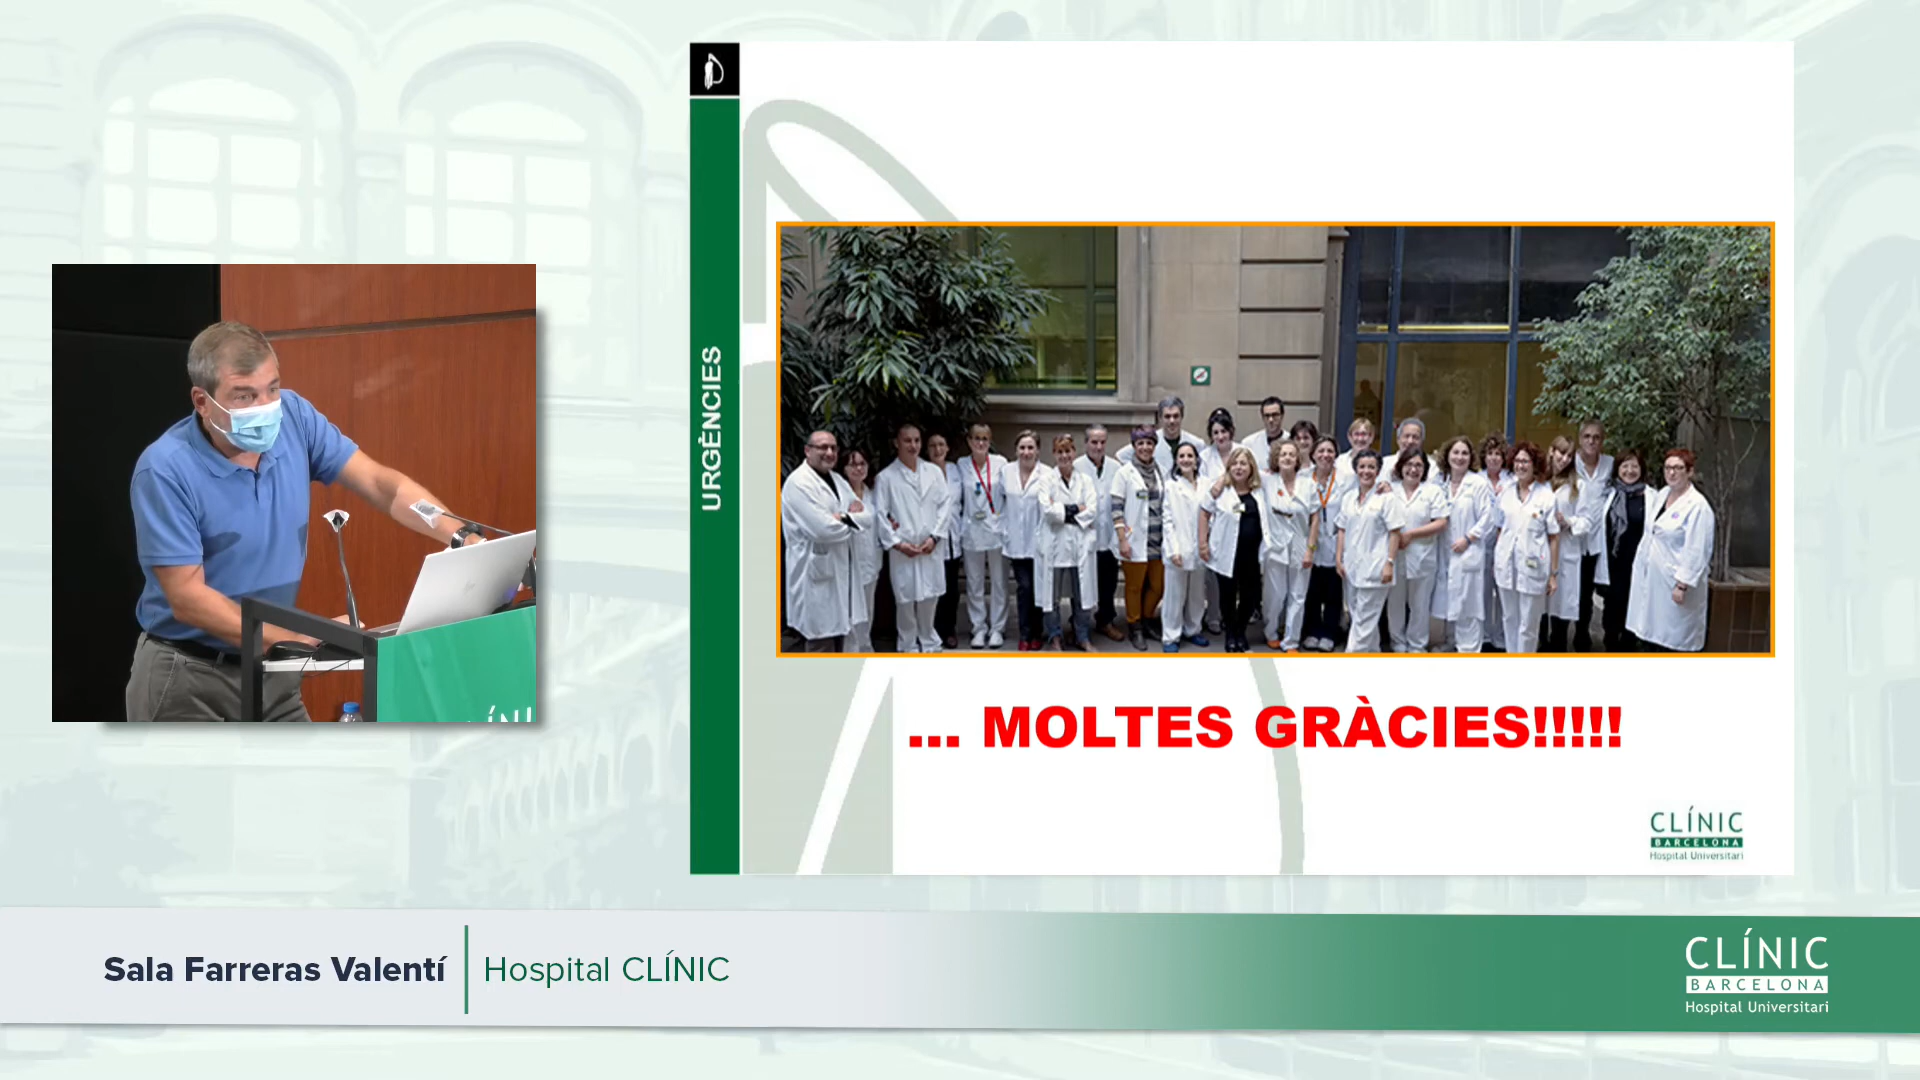 URGÈNCIES
... MOLTES GRÀCIES!!!!!
CLÍNIC
BARCELONA
Hospital Universitari
Sala Farreras Valentí
Hospital CLÍNIC
CLÍNIC
BARCELONA
Hospital Universitari